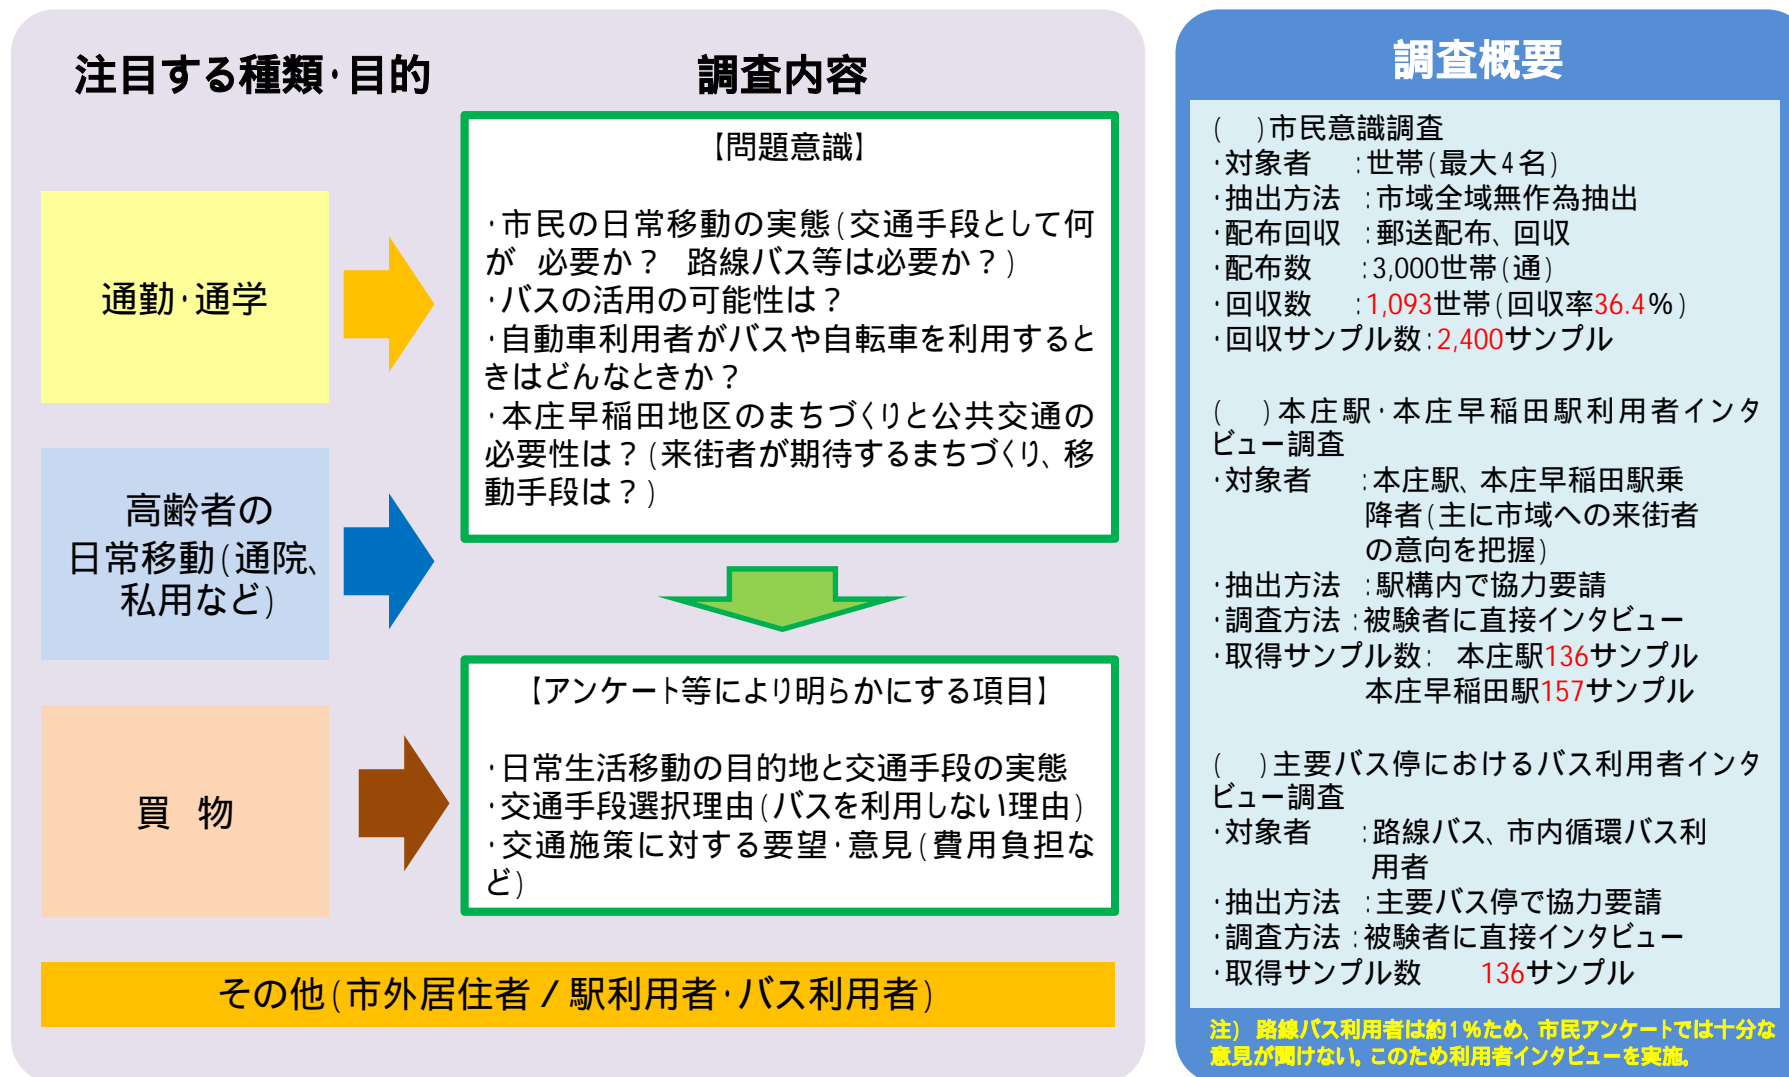 注目する種類・目的
通勤・通学
高齢者の
日常移動(通院、
私用など)
買　物
調査内容
【問題意識】
・市民の日常移動の実態(交通手段として何
が　必要か？　路線バス等は必要か？)
・バスの活用の可能性は？
・自動車利用者がバスや自転車を利用すると
きはどんなときか？
・本庄早稲田地区のまちづくりと公共交通の
必要性は？(来街者が期待するまちづくり、移
動手段は？)
【アンケート等により明らかにする項目】
・日常生活移動の目的地と交通手段の実態
・交通手段選択理由(バスを利用しない理由)
・交通施策に対する要望・意見(費用負担な
ど)
その他(市外居住者／駅利用者・バス利用者)
調査概要
(　)市民意識調査
・対象者　：世帯(最大4名)
・抽出方法　：市域全域無作為抽出
・配布回収　：郵送配布、回収
・配布数　：3,000世帯(通)
・回収数　：1,093世帯(回収率36.4%)
・回収サンプル数：2,400サンプル
(　)本庄駅・本庄早稲田駅利用者インタ
ビュー調査
・対象者　：本庄駅、本庄早稲田駅乗
降者(主に市域への来街者
の意向を把握)
・抽出方法　：駅構内で協力要請
・調査方法：被験者に直接インタビュー
・取得サンプル数：　本庄駅136サンプル
本庄早稲田駅157サンプル
(　)主要バス停におけるバス利用者インタ
ビュー調査
・対象者　：路線バス、市内循環バス利
用者
・抽出方法　：主要バス停で協力要請
・調査方法：被験者に直接インタビュー
・取得サンプル数　136サンプル
注)　路線バス利用者は約1%ため、市民アンケートでは十分な
意見が聞けない。このため利用者インタビューを実施。